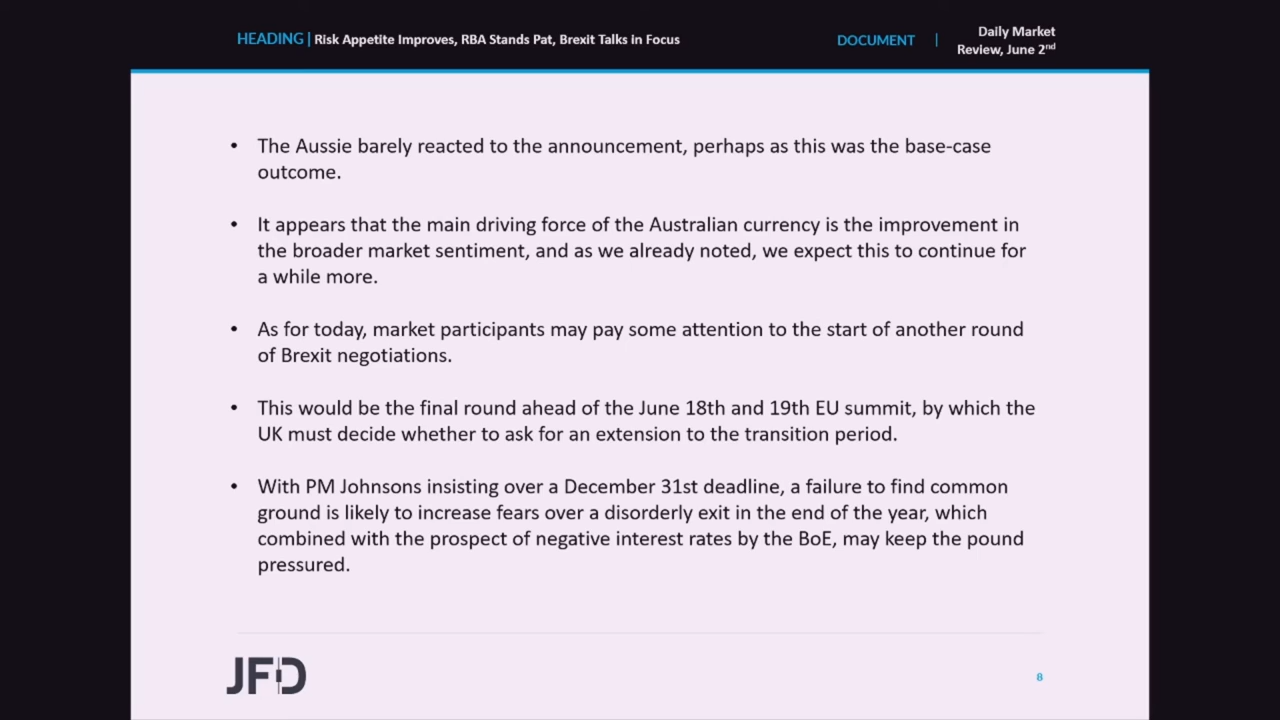 HEADING | Risk Appetite Improves, RBA Stands Pat, Brexit Talks in Focus
DOCUMENT | Daily Market
Review, June 2nd
• The Aussie barely reacted to the announcement, perhaps as this was the base-case
outcome.
• It appears that the main driving force of the Australian currency is the improvement in
the broader market sentiment, and as we already noted, we expect this to continue for
a while more.
• As for today, market participants may pay some attention to the start of another round
of Brexit negotiations.
• This would be the final round ahead of the June 18th and 19th EU summit, by which the
UK must decide whether to ask for an extension to the transition period.
• With PM Johnsons insisting over a December 31st deadline, a failure to find common
ground is likely to increase fears over a disorderly exit in the end of the year, which
combined with the prospect of negative interest rates by the BoE, may keep the pound
pressured.
JFD
8